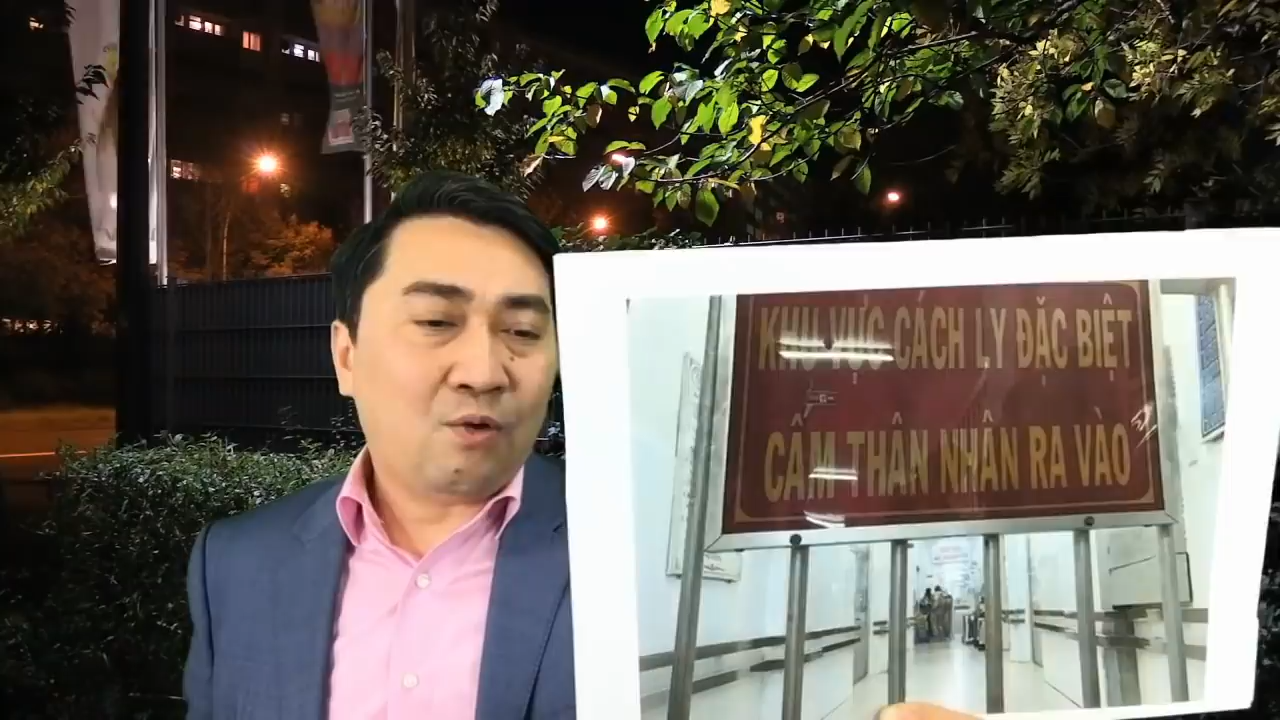 KHU VỰC CÁCH LY ĐẶC BIỆT
CẤM THÂN NHÂN RA VÀO